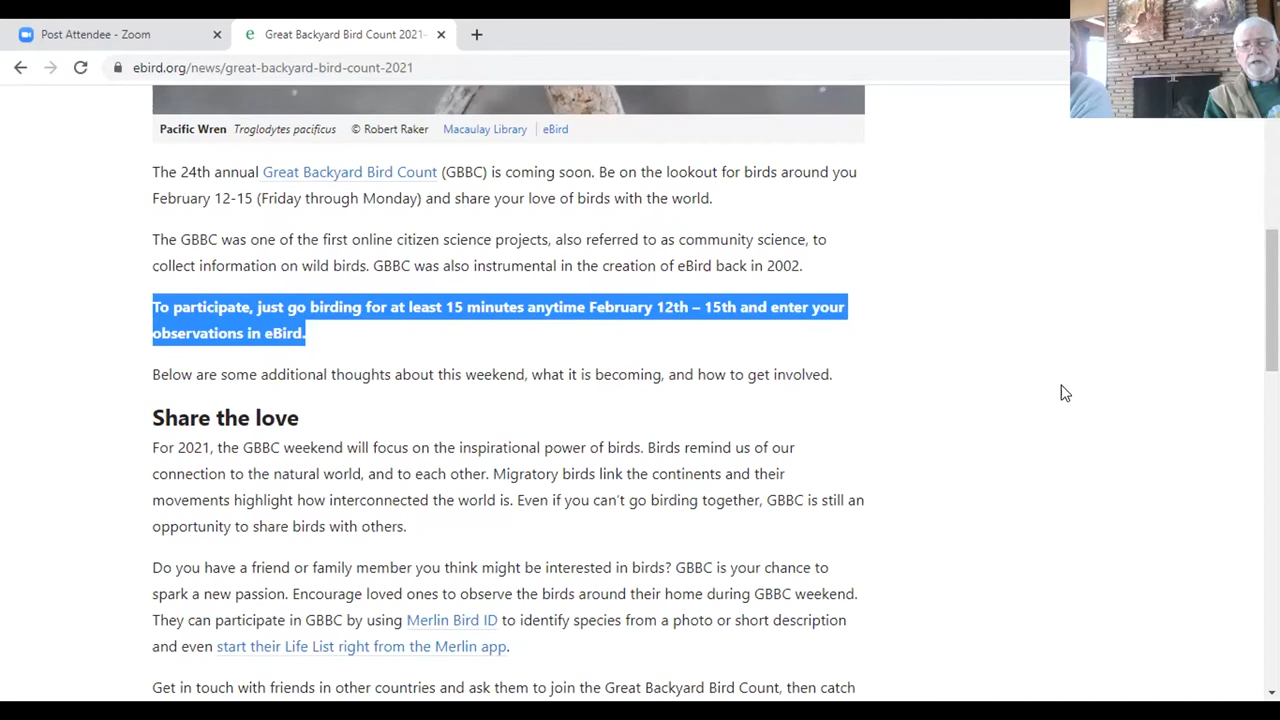 Post Attendee - Zoom
Great Backyard Bird Count 2021-
ebird.org/news/great-backyard-bird-count-202
Pacific Wren Troglodytes pacificus © Robert Raker Macaulay Library eBird
The 24th annual Great Backyard Bird Count (GBBC) is coming soon. Be on the lookout for birds around you
February 12-15 (Friday through Monday) and share your love of birds with the world.
The GBBC was one of the first online citizen science projects, also referred to as community science, to
collect information on wild birds. GBBC was also instrumental in the creation of eBird back in 2002.
To participate, just go birding for at least 15 minutes anytime February 12th – 15th and enter your
observations in eBird.
Below are some additional thoughts about this weekend, what it is becoming, and how to get involved.
Share the love
For 2021, the GBBC weekend will focus on the inspirational power of birds. Birds remind us of our
connection to the natural world, and to each other. Migratory birds link the continents and their
movements highlight how interconnected the world is. Even if you can't go birding together, GBBC is still an
opportunity to share birds with others.
Do you have a friend or family member you think might be interested in birds? GBBC is your chance to
spark a new passion. Encourage loved ones to observe the birds around their home during GBBC weekend.
They can participate in GBBC by using Merlin Bird ID to identify species from a photo or short description
and even start their Life List right from the Merlin app.
Get in touch with friends in other countries and ask them to join the Great Backyard Bird Count, then catch